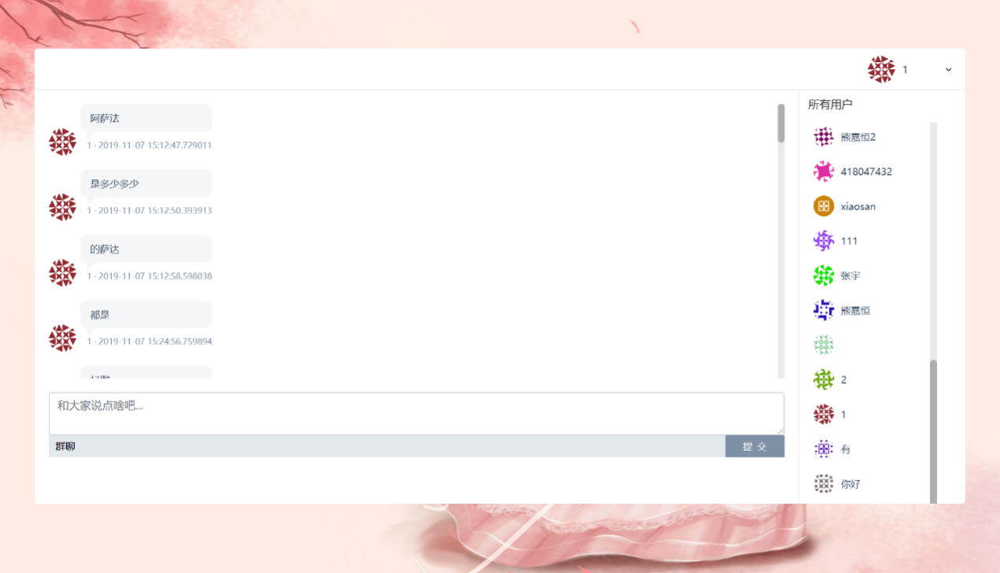 1
阿萨法
1 · 2019-11-07 15:12:47.729011
是多少多少
1 · 2019-11-07 15:12:50.393913
的萨达
1 · 2019-11-07 15:12:58.598038
都是
1 · 2019-11-07 15:24:56.759894
和大家说点啥吧...
群聊
提 交
所有用户
熊嘉恒2
418047432
xiaosan
111
张宇
熊嘉恒
2
1
有
你好